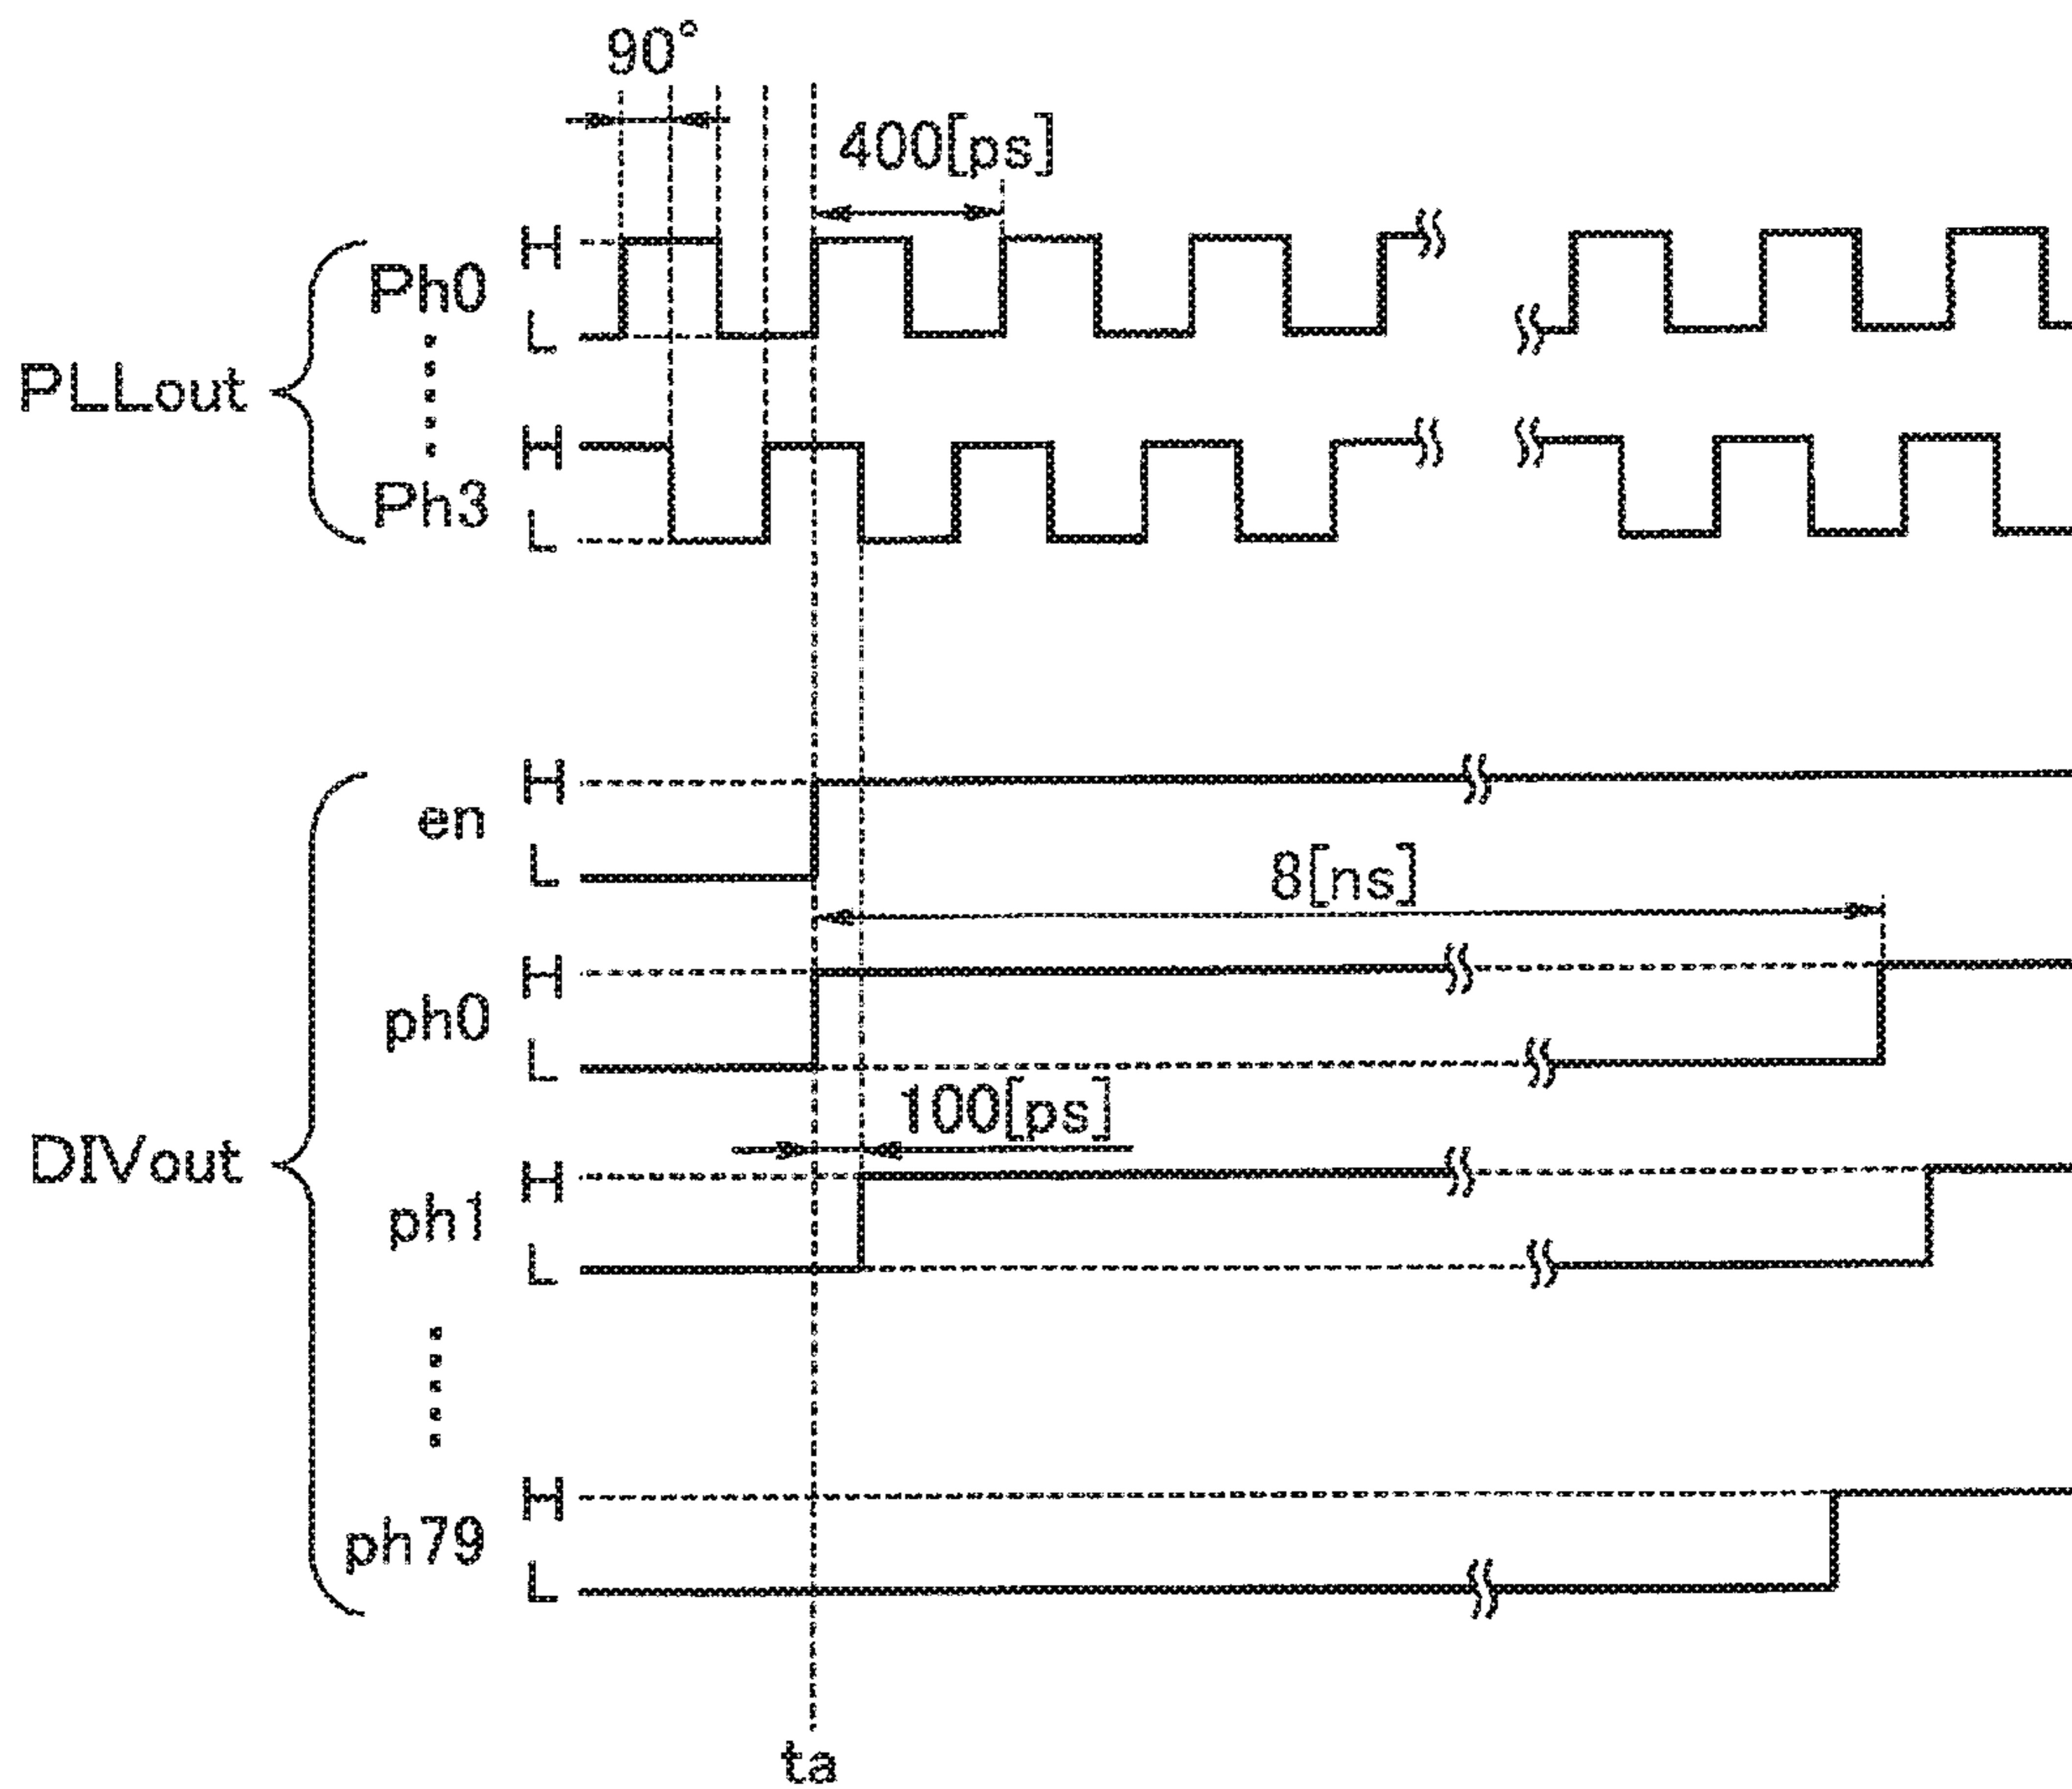 90°
400[ps]
PLLout
Ph0
H
L
Ph3
H
L
DIVout
en
H
L
8[ns]
ph0
H
L
100[ps]
ph1
H
L
ph79
H
L
ta